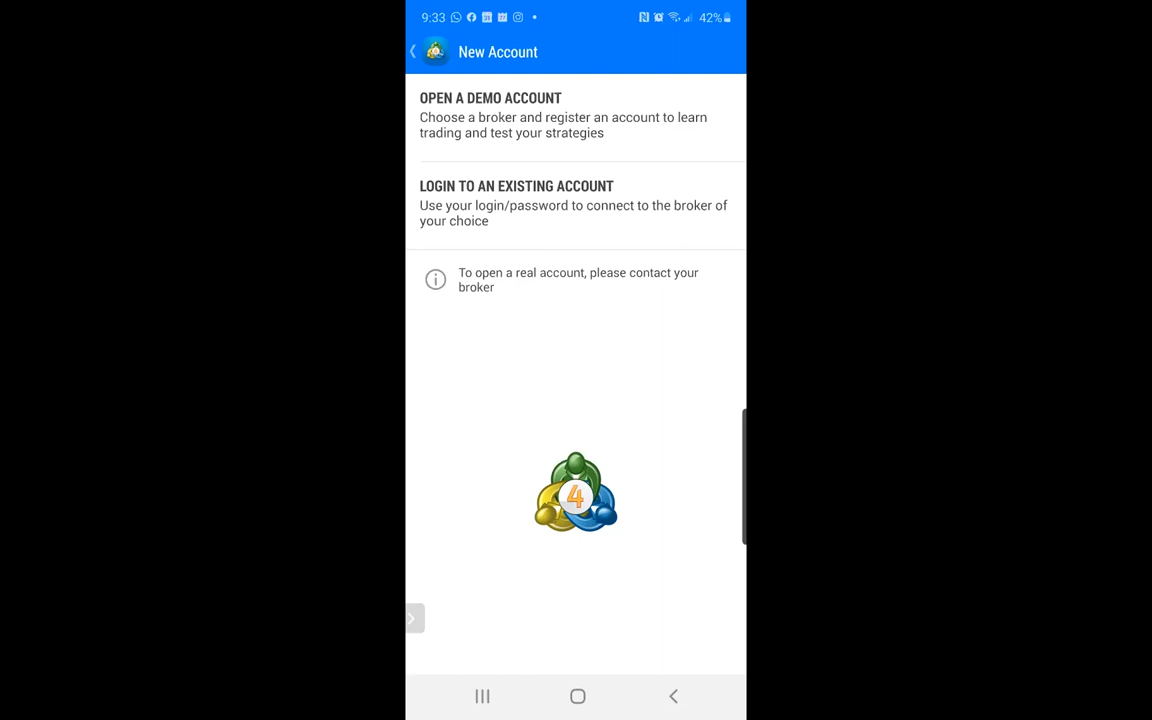 9:33 42%
New Account
OPEN A DEMO ACCOUNT
Choose a broker and register an account to learn
trading and test your strategies
LOGIN TO AN EXISTING ACCOUNT
Use your login/password to connect to the broker of
your choice
To open a real account, please contact your
broker
4